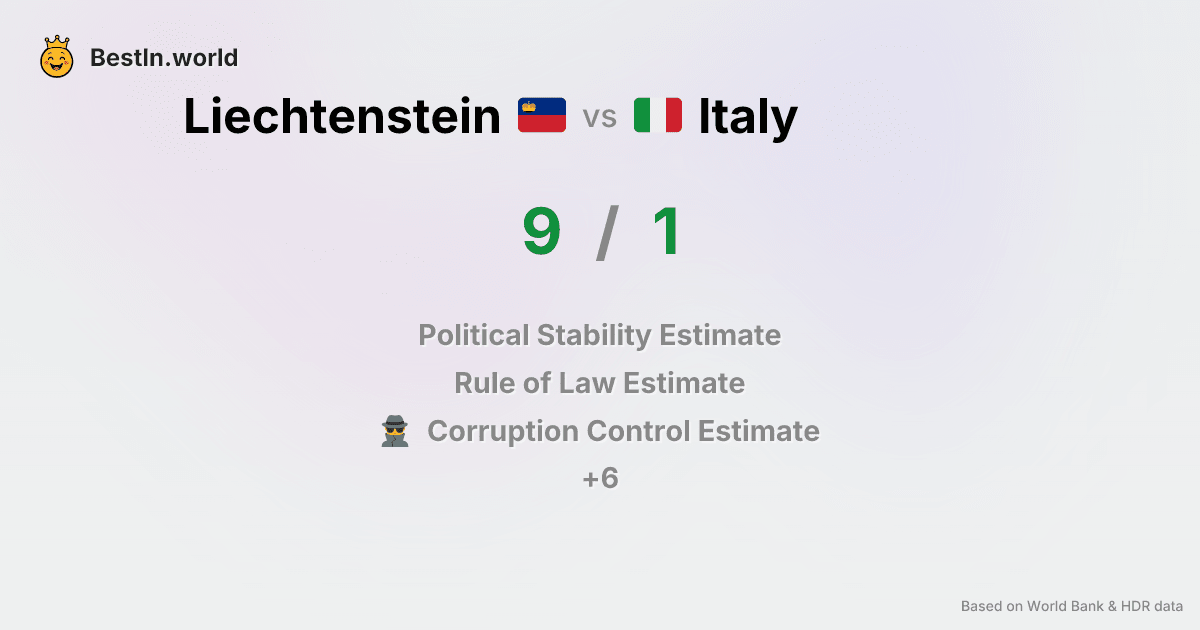 BestIn.world
Liechtenstein vs Italy
9 / 1
Political Stability Estimate
Rule of Law Estimate
Corruption Control Estimate
+6
Based on World Bank & HDR data